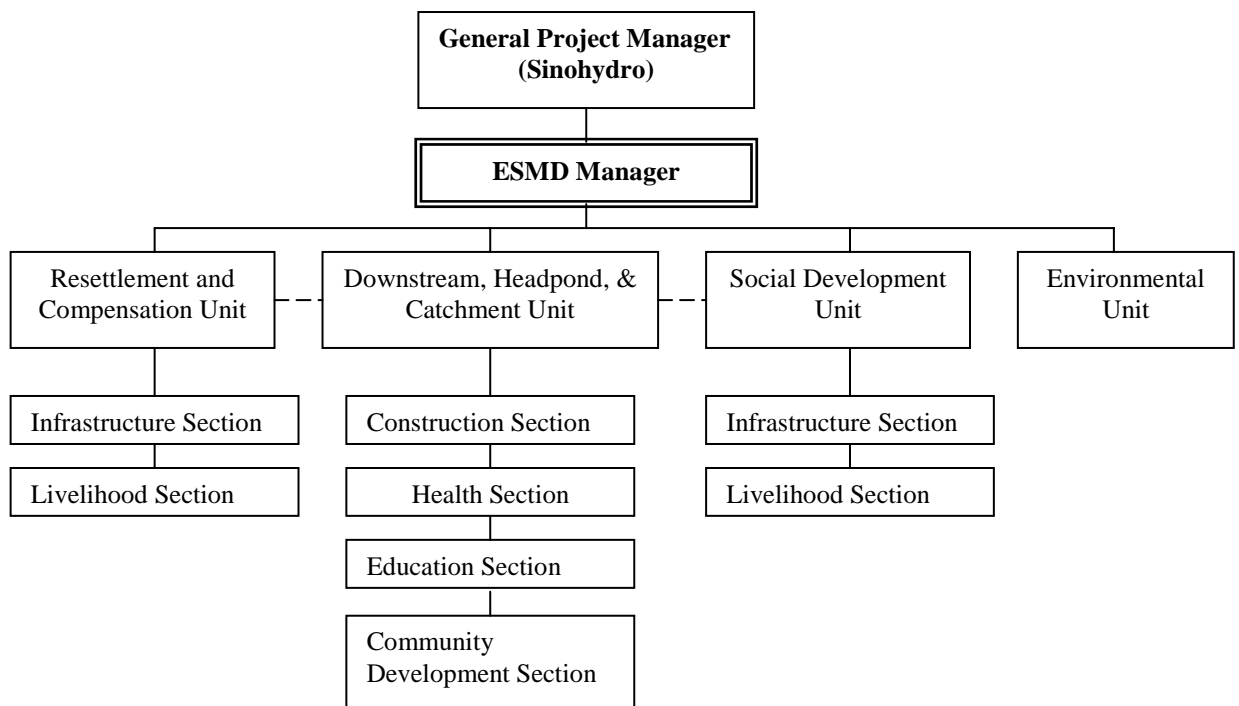 General Project Manager
(Sinohydro)
ESMD Manager
Resettlement and
Compensation Unit
Downstream, Headpond, &
Catchment Unit
Social Development
Unit
Environmental
Unit
Infrastructure Section
Livelihood Section
Construction Section
Health Section
Education Section
Community
Development Section
Infrastructure Section
Livelihood Section